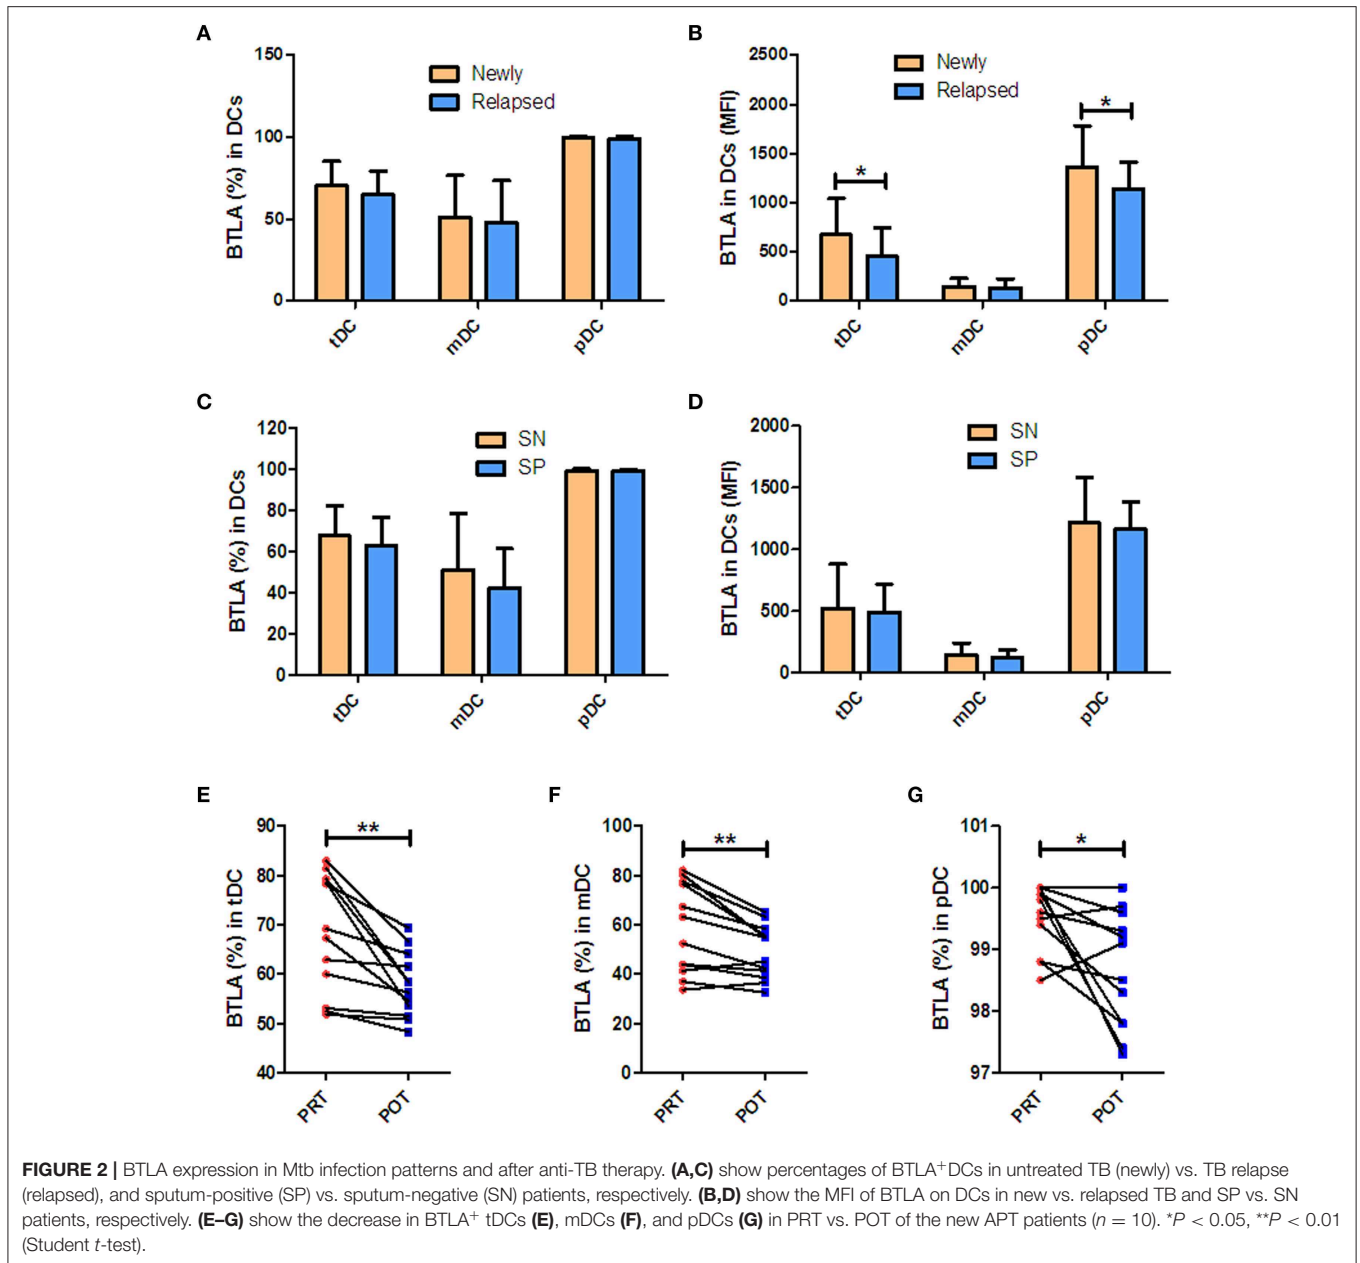 A
150
100
50
0
BTLA (%) in DCs
Newly
Relapsed
tDC
mDC
pDC
B
2500
2000
1500
1000
500
0
BTLA in DCs (MFI)
Newly
Relapsed
*
*
tDC
mDC
pDC
C
120
100
80
60
40
20
0
BTLA (%) in DCs
SN
SP
tDC
mDC
pDC
D
2000
1500
1000
500
0
BTLA in DCs (MFI)
SN
SP
tDC
mDC
pDC
E
90
80
70
60
50
40
BTLA (%) in tDC
**
PRT
POT
F
100
80
60
40
20
0
BTLA (%) in mDC
**
PRT
POT
G
101
100
99
98
97
BTLA (%) in pDC
*
PRT
POT
FIGURE 2 | BTLA expression in Mtb infection patterns and after anti-TB therapy. (A,C) show percentages of BTLA⁺DCs in untreated TB (newly) vs. TB relapse
(relapsed), and sputum-positive (SP) vs. sputum-negative (SN) patients, respectively. (B,D) show the MFI of BTLA on DCs in new vs. relapsed TB and SP vs. SN
patients, respectively. (E–G) show the decrease in BTLA⁺ tDCs (E), mDCs (F), and pDCs (G) in PRT vs. POT of the new APT patients (n = 10). *P < 0.05, **P < 0.01
(Student t-test).